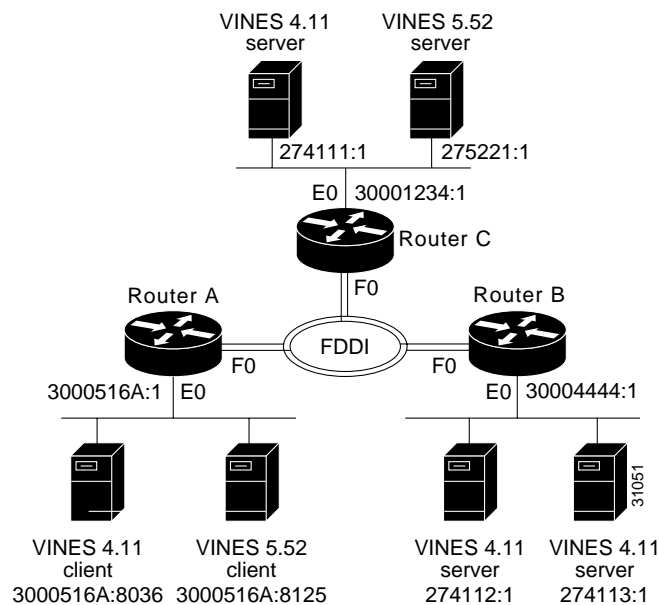 VINES 4.11
server
VINES 5.52
server
274111:1
275221:1
E0
30001234:1
Router C
F0
Router A
Router B
FDDI
F0
F0
3000516A:1
E0
E0
30004444:1
31051
VINES 4.11
client
3000516A:8036
VINES 5.52
client
3000516A:8125
VINES 4.11
server
274112:1
VINES 4.11
server
274113:1